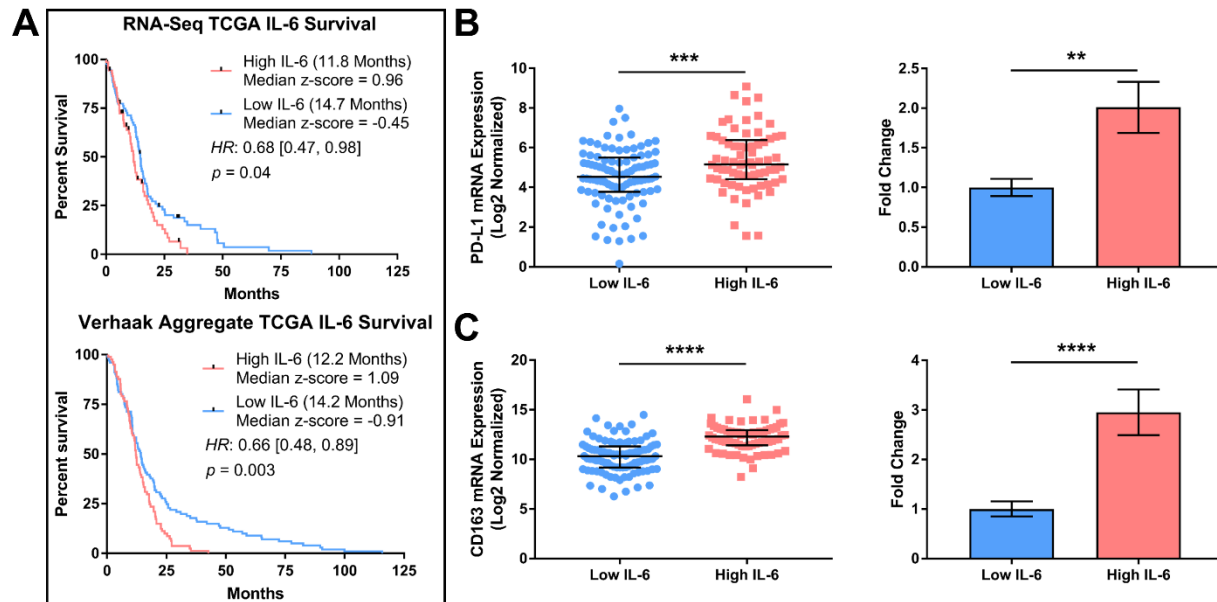 A
RNA-Seq TCGA IL-6 Survival
Percent Survival
100
75
50
25
0
High IL-6 (11.8 Months)
Median z-score = 0.96
Low IL-6 (14.7 Months)
Median z-score = -0.45
HR: 0.68 [0.47, 0.98]
p = 0.04
0 25 50 75 100 125
Months
Verhaak Aggregate TCGA IL-6 Survival
Percent survival
100
75
50
25
0
High IL-6 (12.2 Months)
Median z-score = 1.09
Low IL-6 (14.2 Months)
Median z-score = -0.91
HR: 0.66 [0.48, 0.89]
p = 0.003
0 25 50 75 100 125
Months
B
PD-L1 mRNA Expression
(Log2 Normalized)
10
8
6
4
2
0
***
Low IL-6 High IL-6
Fold Change
2.5
2.0
1.5
1.0
0.5
0.0
**
Low IL-6 High IL-6
C
CD163 mRNA Expression
(Log2 Normalized)
20
15
10
5
0
****
Low IL-6 High IL-6
Fold Change
4
3
2
1
0
****
Low IL-6 High IL-6